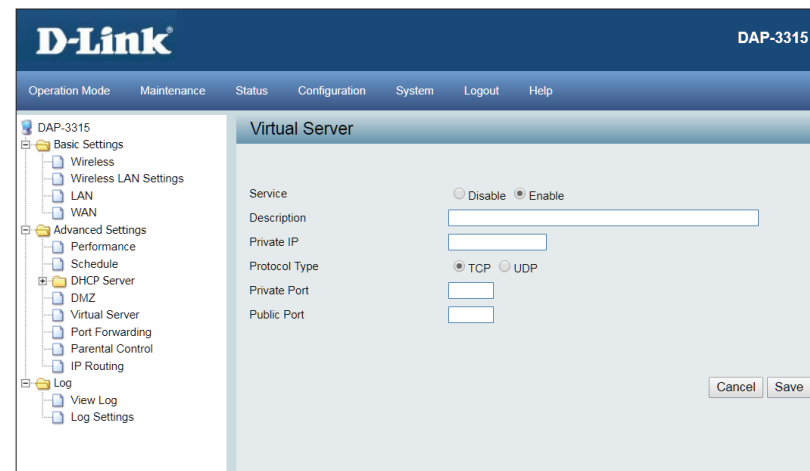 D-Link®
DAP-3315
Operation Mode Maintenance Status Configuration System Logout Help
DAP-3315
Basic Settings
Wireless
Wireless LAN Settings
LAN
WAN
Advanced Settings
Performance
Schedule
DHCP Server
DMZ
Virtual Server
Port Forwarding
Parental Control
IP Routing
Log
View Log
Log Settings
Virtual Server
Service Disable Enable
Description
Private IP
Protocol Type TCP UDP
Private Port
Public Port
Cancel Save